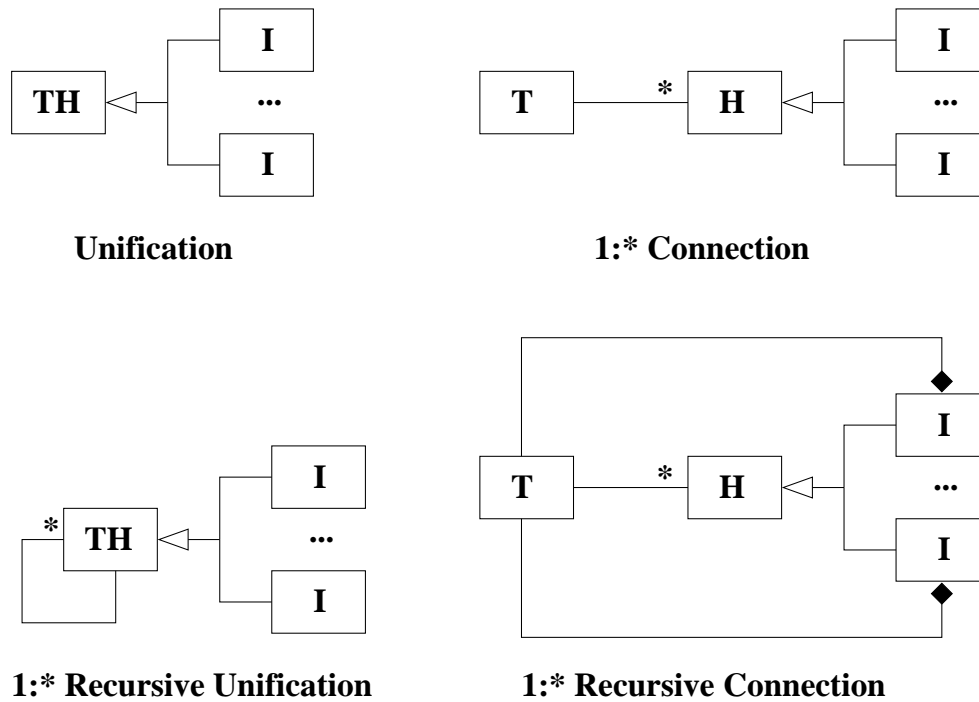 I
TH
...
I
Unification
I
T
*
H
...
I
1:* Connection
I
*
TH
...
I
1:* Recursive Unification
I
T
*
H
...
I
1:* Recursive Connection